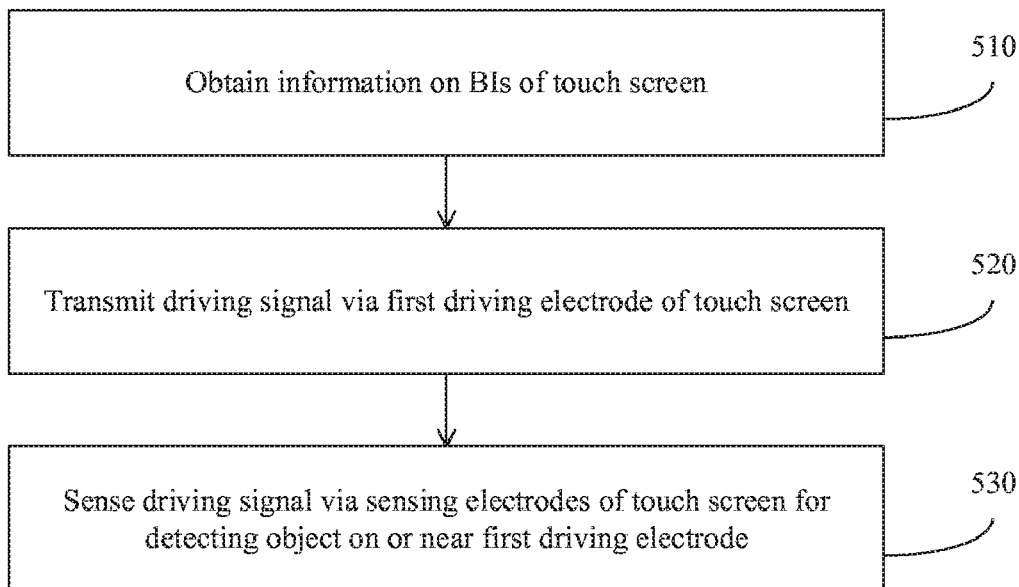 510
Obtain information on BIs of touch screen
520
Transmit driving signal via first driving electrode of touch screen
530
Sense driving signal via sensing electrodes of touch screen for
detecting object on or near first driving electrode